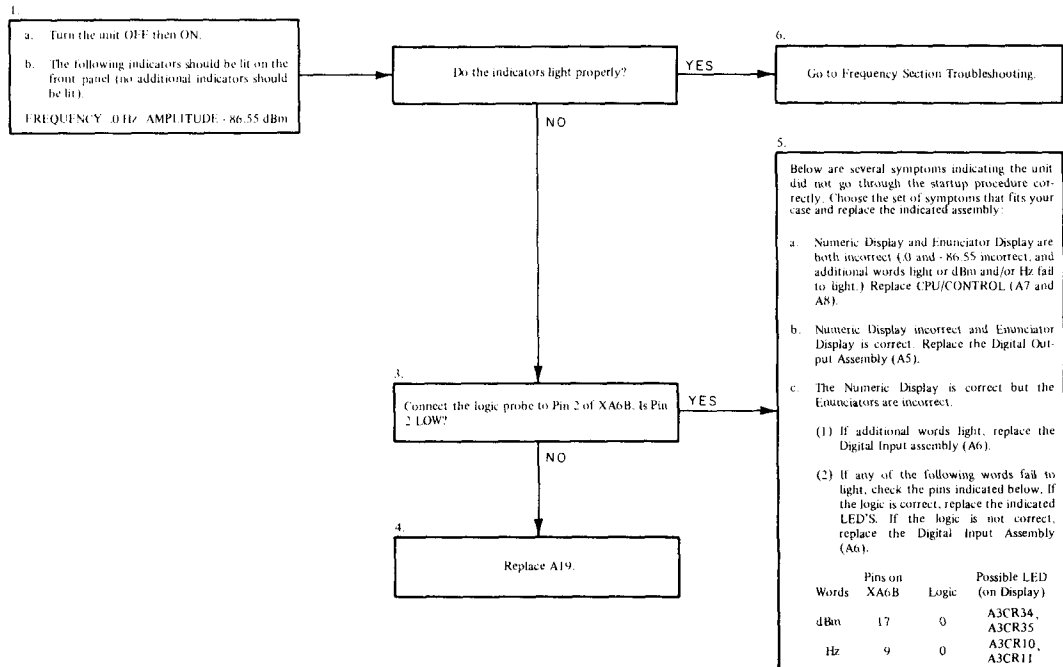 1.
a. Turn the unit OFF then ON.
b. The following indicators should be lit on the
front panel (no additional indicators should
be lit).
FREQUENCY .0 Hz AMPLITUDE - 86.55 dBm
Do the indicators light properly?
YES
6.
Go to Frequency Section Troubleshooting.
NO
3.
Connect the logic probe to Pin 2 of XA6B. Is Pin
2 LOW?
YES
NO
4.
Replace A19.
5.
Below are several symptoms indicating the unit
did not go through the startup procedure cor-
rectly. Choose the set of symptoms that fits your
case and replace the indicated assembly:
a. Numeric Display and Enunciator Display are
both incorrect (.0 and - 86.55 incorrect, and
additional words light or dBm and/or Hz fail
to light.) Replace CPU/CONTROL (A7 and
A8).
b. Numeric Display incorrect and Enunciator
Display is correct. Replace the Digital Out-
put Assembly (A5).
c. The Numeric Display is correct but the
Enunciators are incorrect.
(1) If additional words light, replace the
Digital Input assembly (A6).
(2) If any of the following words fail to
light, check the pins indicated below. If
the logic is correct, replace the indicated
LED'S. If the logic is not correct,
replace the Digital Input Assembly
(A6).
Words Pins on XA6B Logic Possible LED (on Display)
dBm 17 0 A3CR34, A3CR35
Hz 9 0 A3CR10, A3CR11